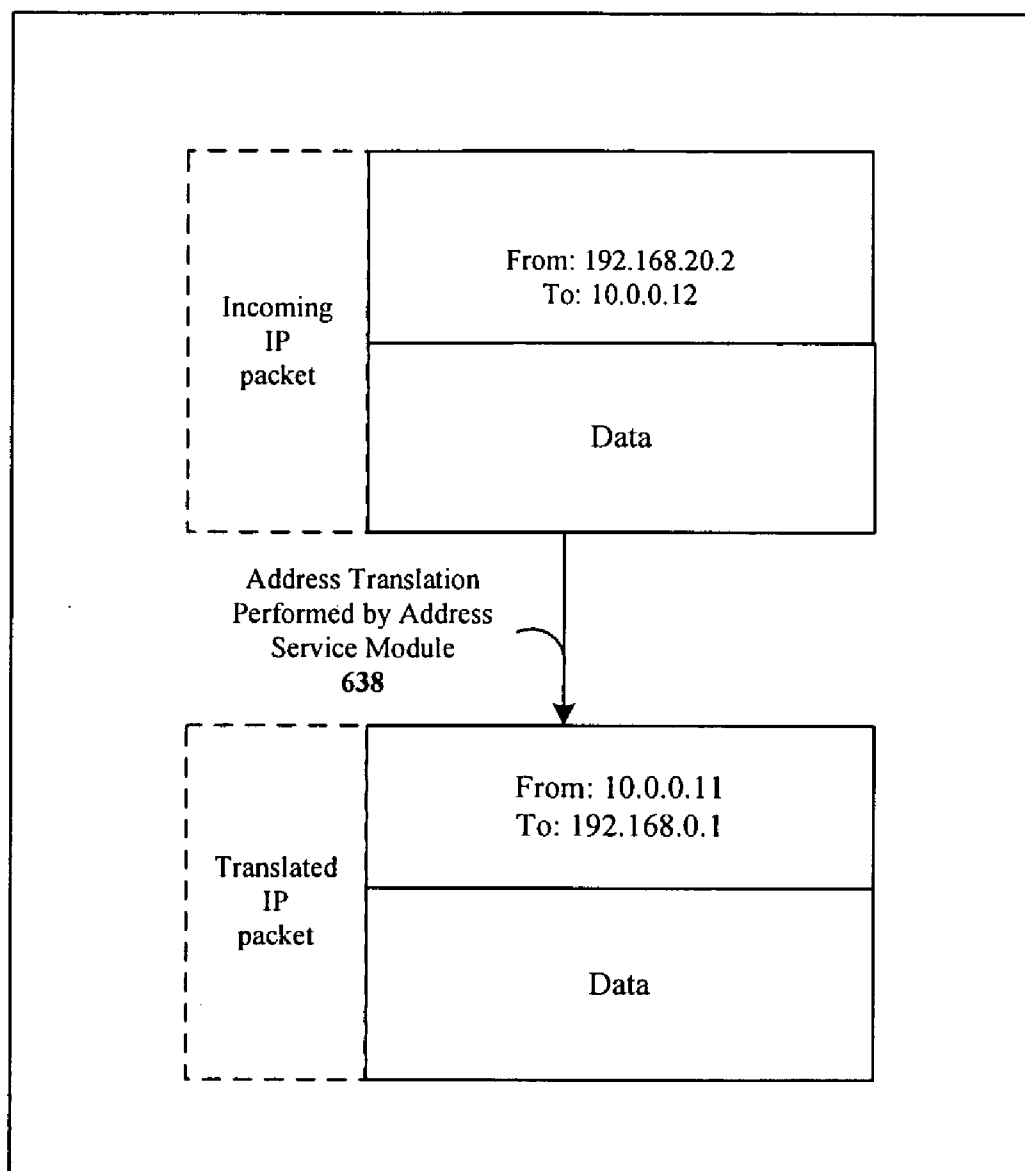 Incoming
IP
packet
From: 192.168.20.2
To: 10.0.0.12
Data
Address Translation
Performed by Address
Service Module
638
Translated
IP
packet
From: 10.0.0.11
To: 192.168.0.1
Data